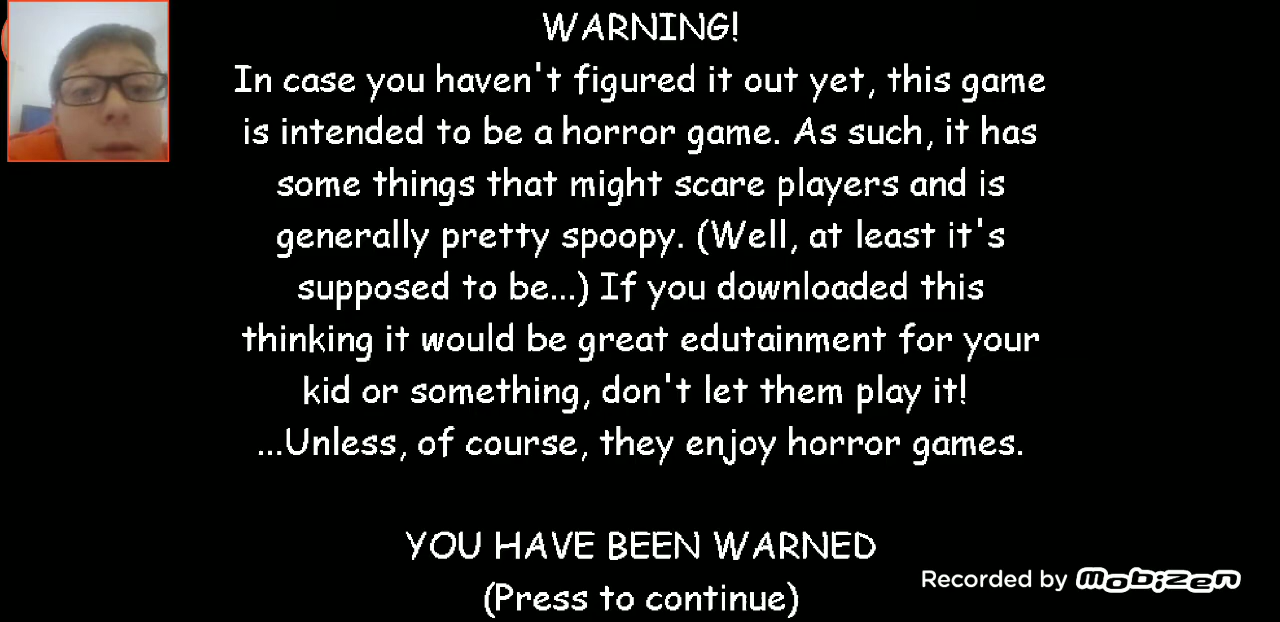 WARNING!
In case you haven't figured it out yet, this game
is intended to be a horror game. As such, it has
some things that might scare players and is
generally pretty spoopy. (Well, at least it's
supposed to be...) If you downloaded this
thinking it would be great edutainment for your
kid or something, don't let them play it!
...Unless, of course, they enjoy horror games.
YOU HAVE BEEN WARNED
(Press to continue)
Recorded by mobizen